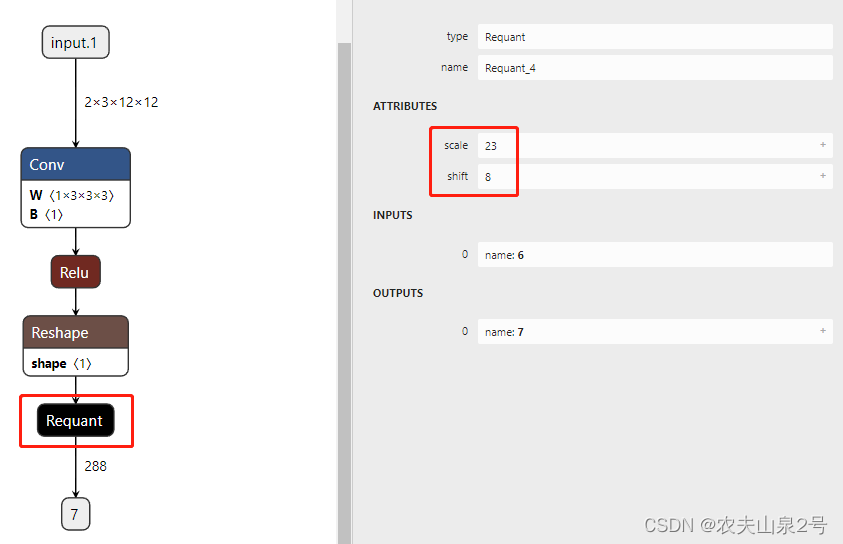 input.1
2×3×12×12
Conv
W ⟨1×3×3×3⟩
B ⟨1⟩
Relu
Reshape
shape ⟨1⟩
Requant
288
7
type Requant
name Requant_4
ATTRIBUTES
scale 23 +
shift 8 +
INPUTS
0 name: 6
OUTPUTS
0 name: 7 +
CSDN @农夫山泉2号